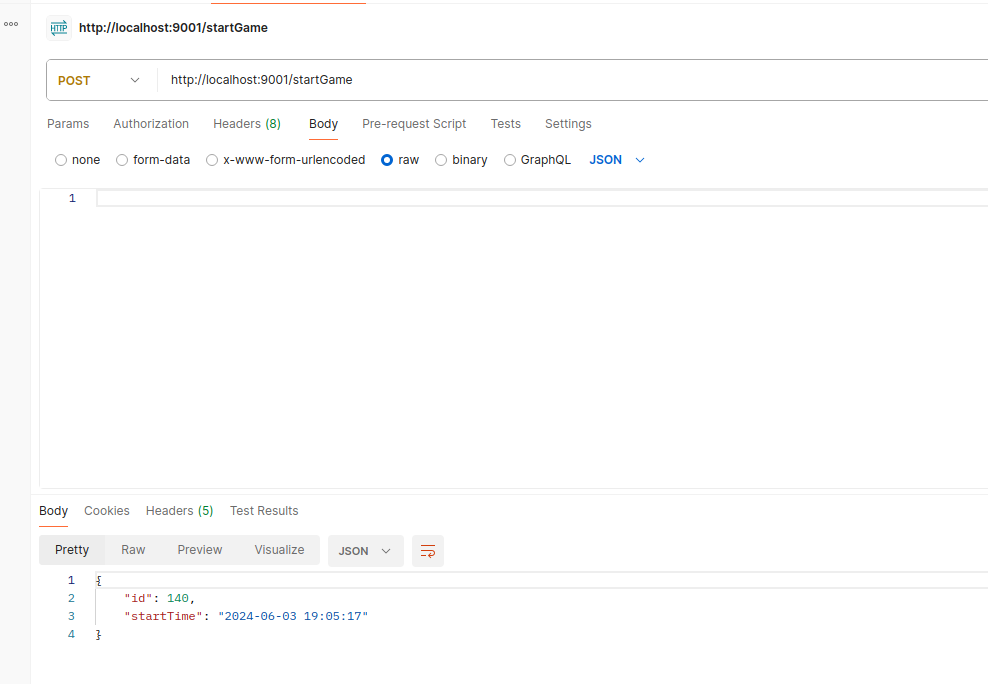 HTTP http://localhost:9001/startGame
POST http://localhost:9001/startGame
Params Authorization Headers (8) Body Pre-request Script Tests Settings
none form-data x-www-form-urlencoded raw binary GraphQL JSON
1
Body Cookies Headers (5) Test Results
Pretty Raw Preview Visualize JSON
1 {
2 "id": 140,
3 "startTime": "2024-06-03 19:05:17"
4 }